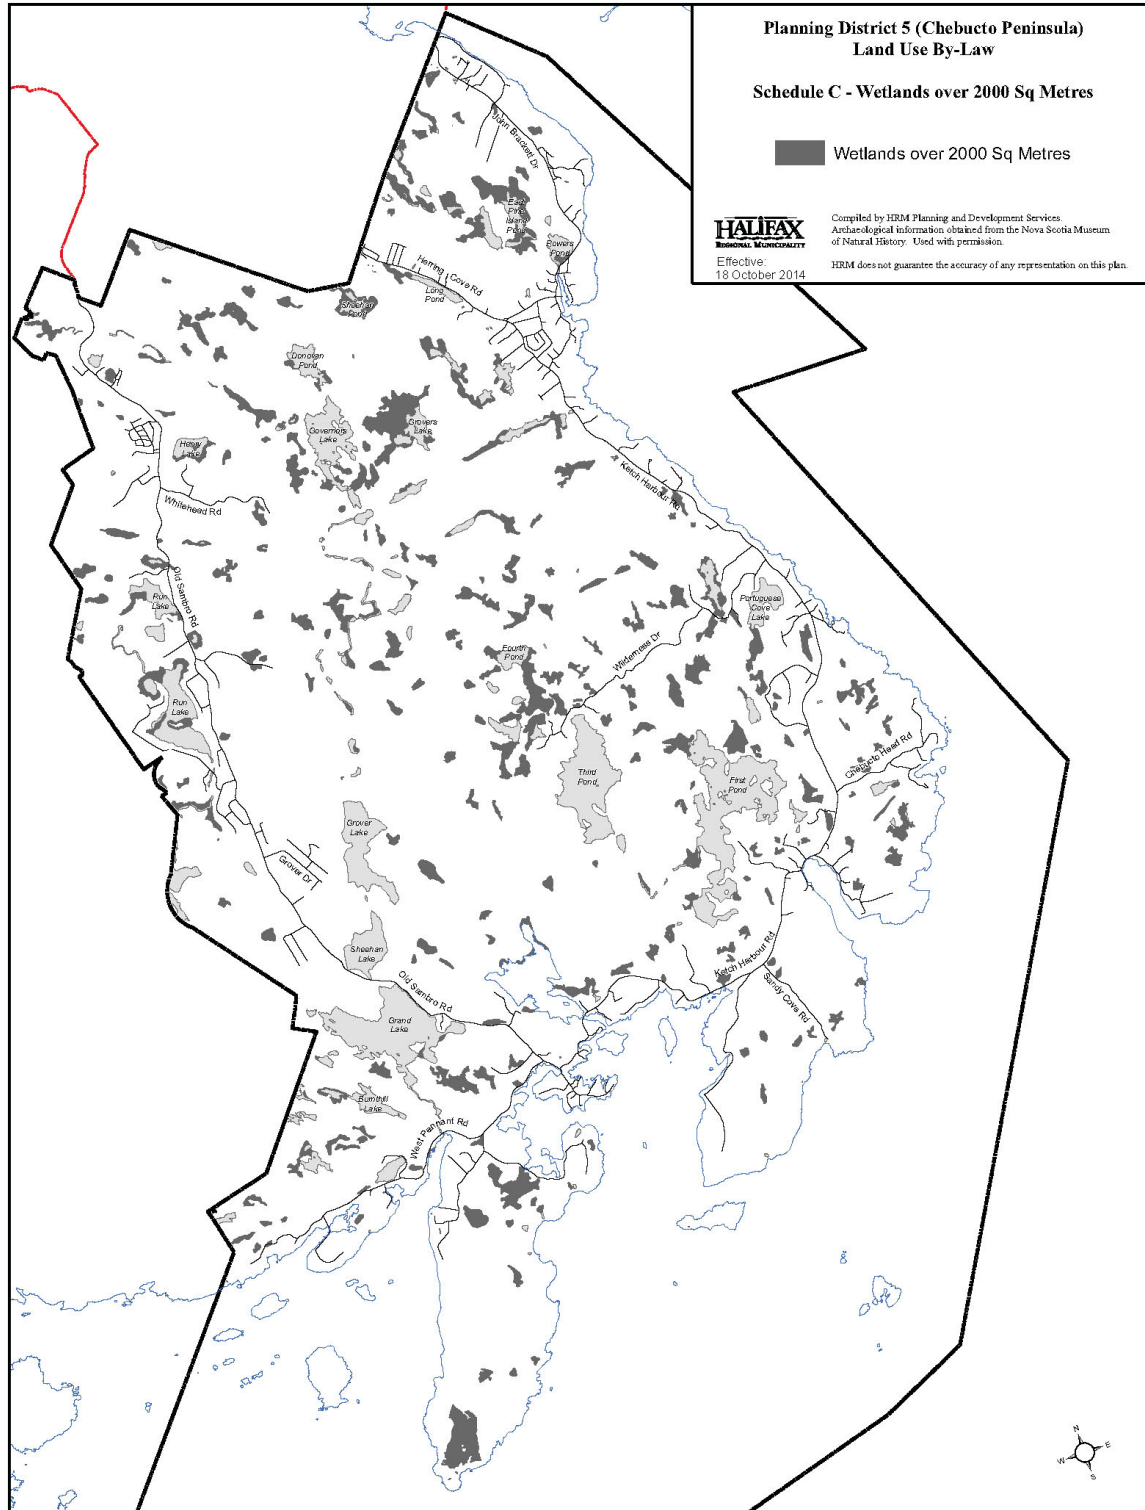 Planning District 5 (Chebucto Peninsula)
Land Use By-Law
Schedule C - Wetlands over 2000 Sq Metres
Wetlands over 2000 Sq Metres
HALIFAX
REGIONAL MUNICIPALITY
Effective:
18 October 2014
Compiled by HRM Planning and Development Services.
Archaeological information obtained from the Nova Scotia Museum
of Natural History. Used with permission.
HRM does not guarantee the accuracy of any representation on this plan.
John Brackett Dr
East
Pine
Island
Pond
Powers
Pond
Herring Cove Rd
Long
Pond
Sheehan
Pond
Donovan
Pond
Governors
Lake
Grovers
Lake
Henry
Lake
Whitehead Rd
Ketch Harbour Rd
Old Sambro Rd
Run
Lake
Portuguese
Cove
Lake
Wilderness Dr
Fourth
Pond
Run
Lake
Third
Pond
First
Pond
Chebucto Head Rd
Grover
Lake
Grover Dr
Sheehan
Lake
Old Sambro Rd
Ketch Harbour Rd
Sandy Cove Rd
Grand
Lake
Burnthill
Lake
West Pennant Rd
N
E
W
S